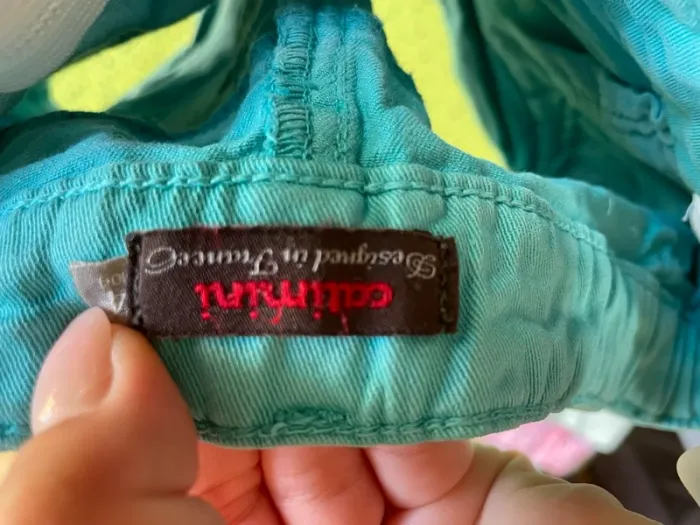 catimini
Designed in France